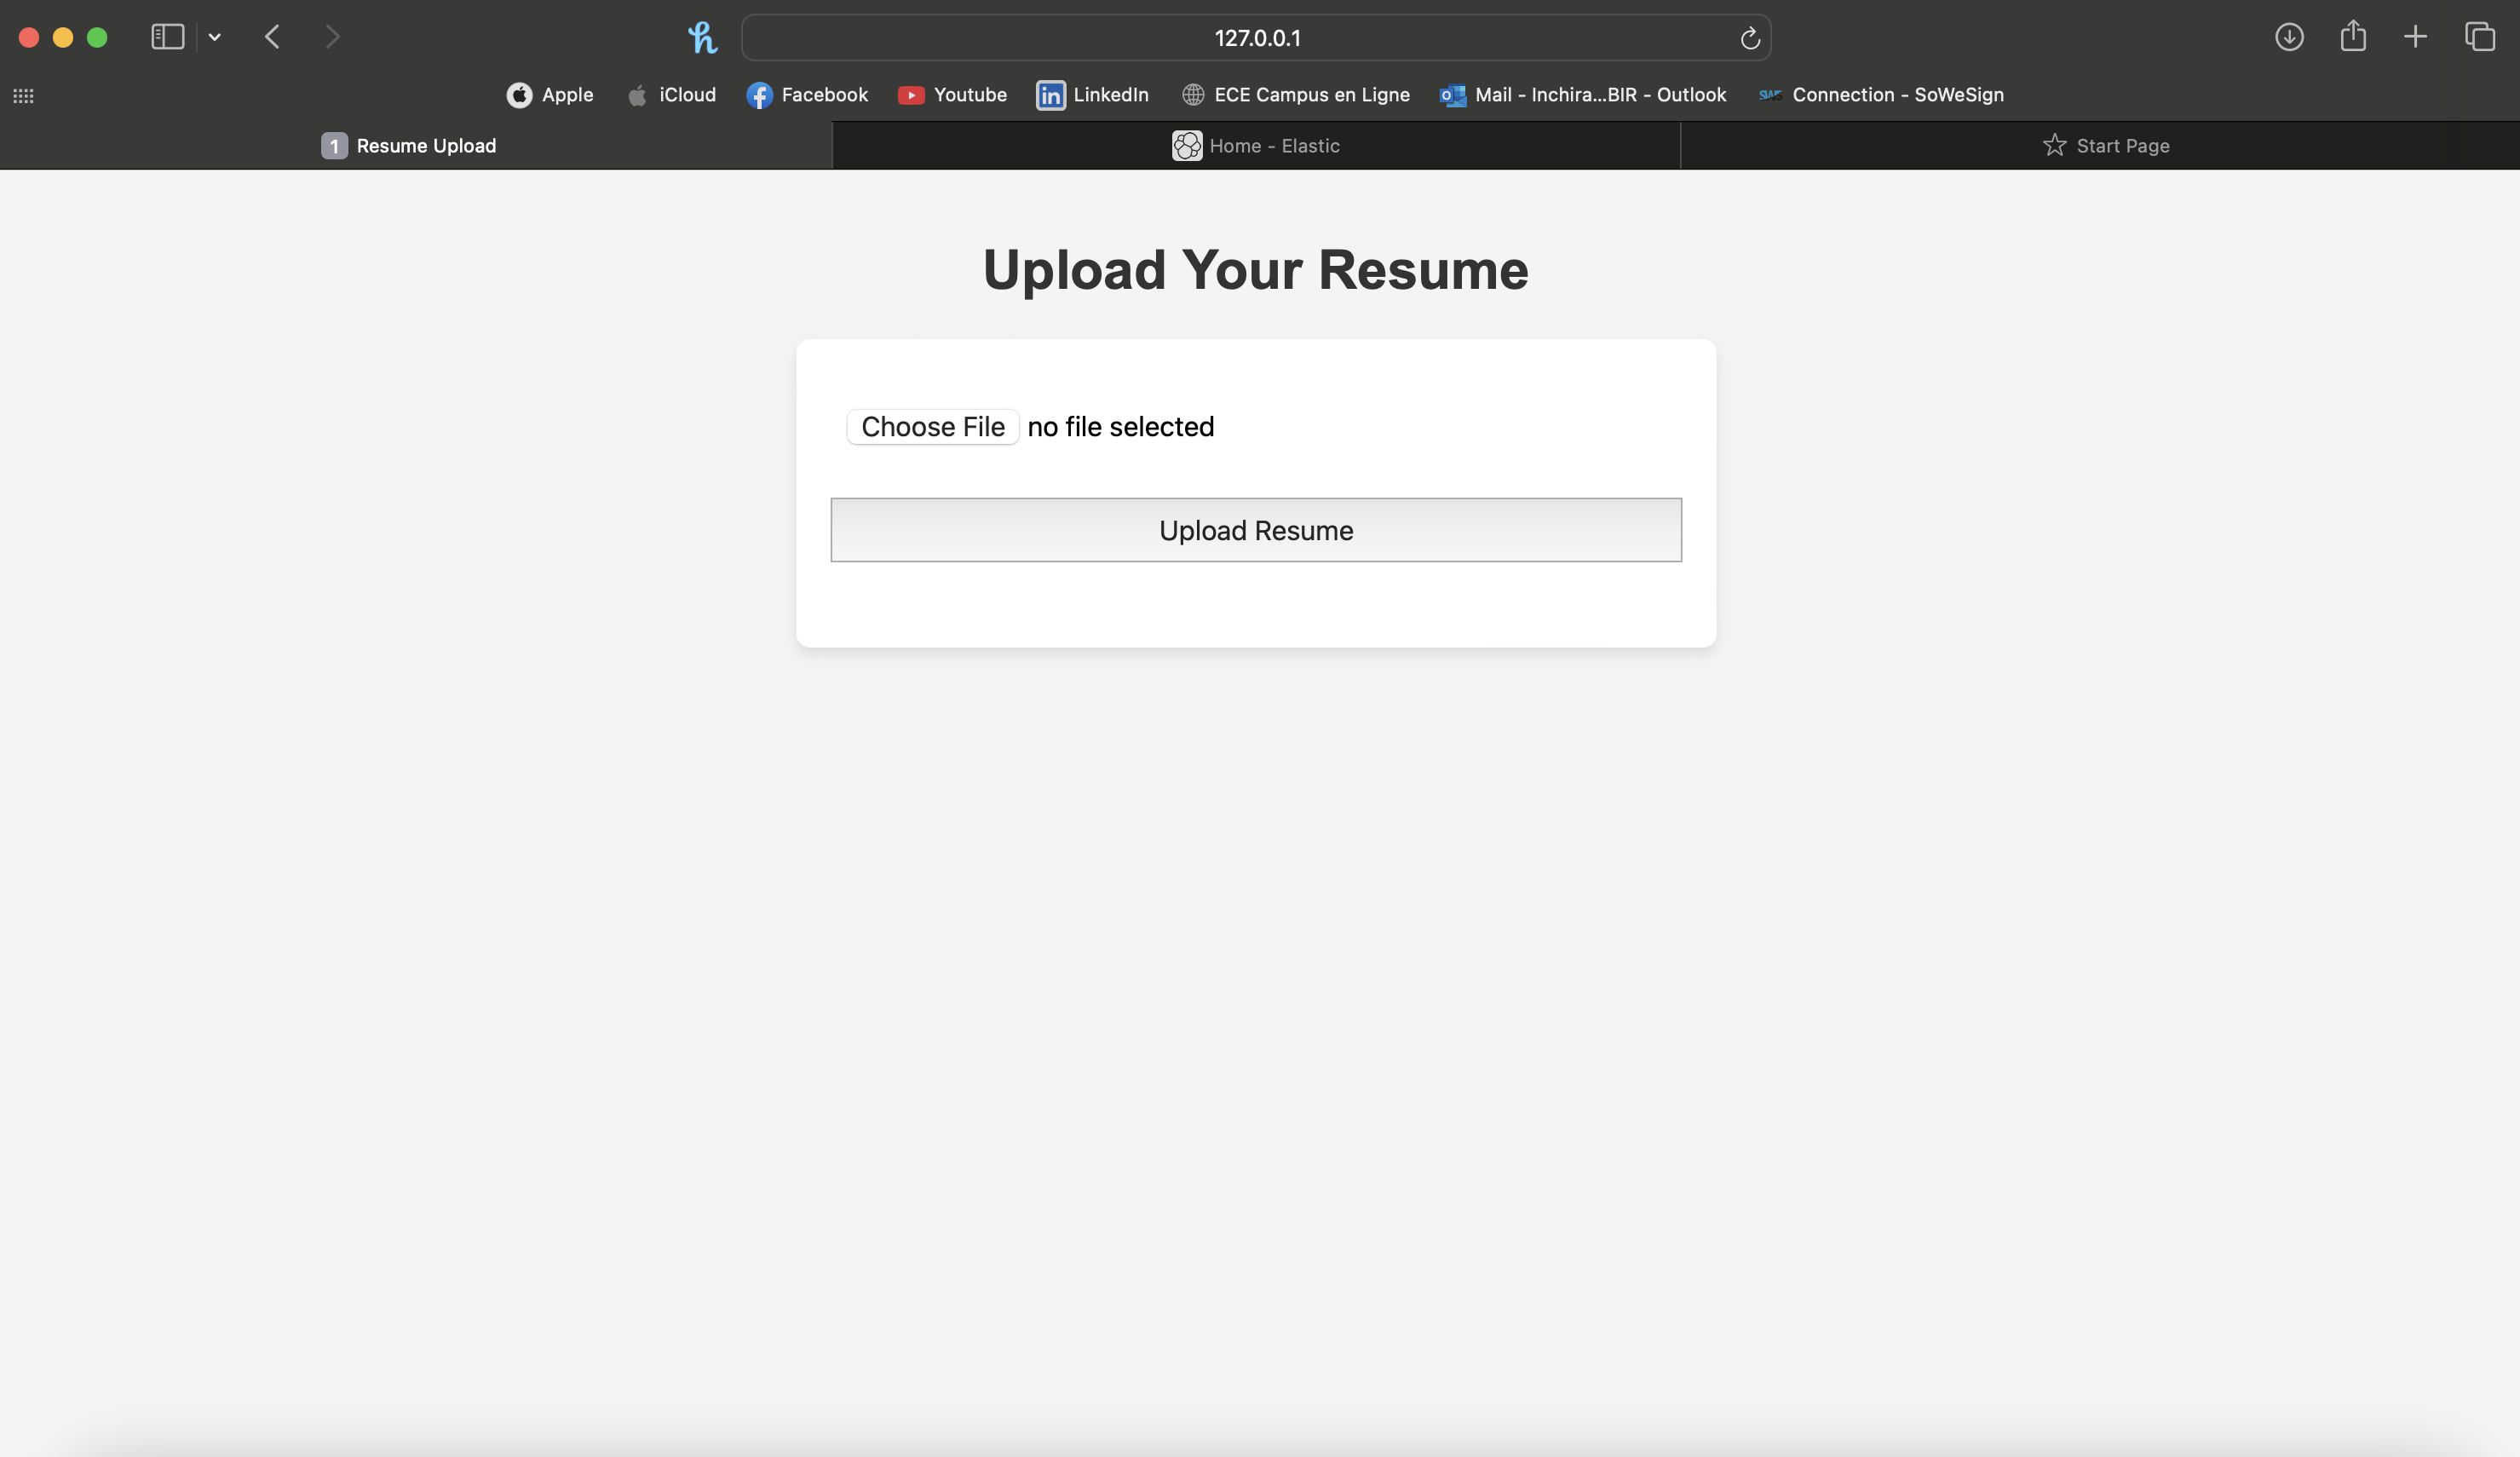 127.0.0.1
Apple iCloud Facebook Youtube LinkedIn ECE Campus en Ligne Mail - Inchira...BIR - Outlook Connection - SoWeSign
1 Resume Upload Home - Elastic Start Page
Upload Your Resume
Choose File no file selected
Upload Resume